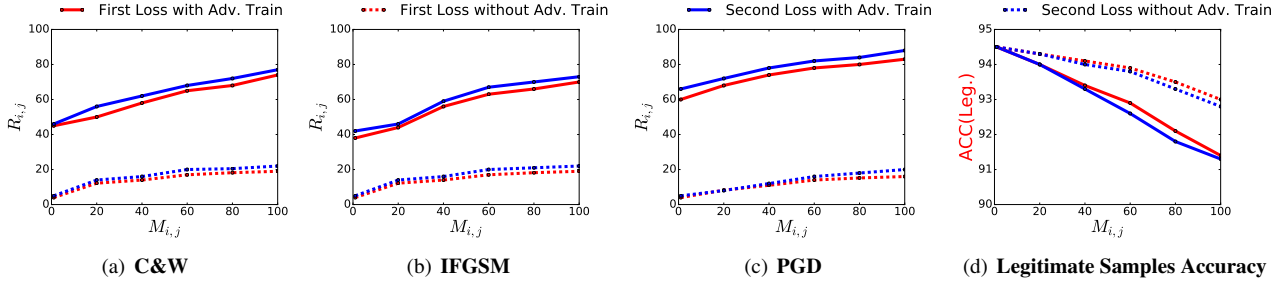 First Loss with Adv. Train First Loss without Adv. Train Second Loss with Adv. Train Second Loss without Adv. Train
100
80
60
40
20
0
R_{i,j}
0 20 40 60 80 100
M_{i,j}
(a) C&W
100
80
60
40
20
0
R_{i,j}
0 20 40 60 80 100
M_{i,j}
(b) IFGSM
100
80
60
40
20
0
R_{i,j}
0 20 40 60 80 100
M_{i,j}
(c) PGD
95
94
93
92
91
90
ACC(Leg.)
0 20 40 60 80 100
M_{i,j}
(d) Legitimate Samples Accuracy